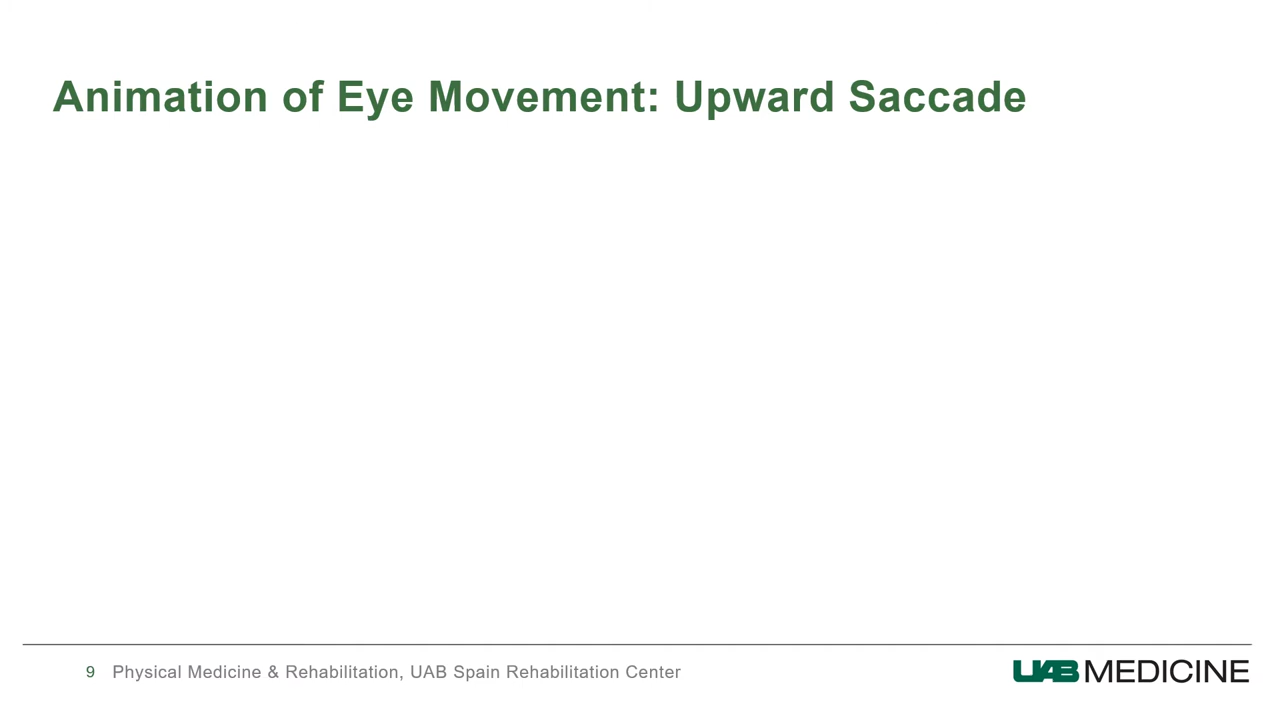 Animation of Eye Movement: Upward Saccade
9 Physical Medicine & Rehabilitation, UAB Spain Rehabilitation Center
UAB MEDICINE